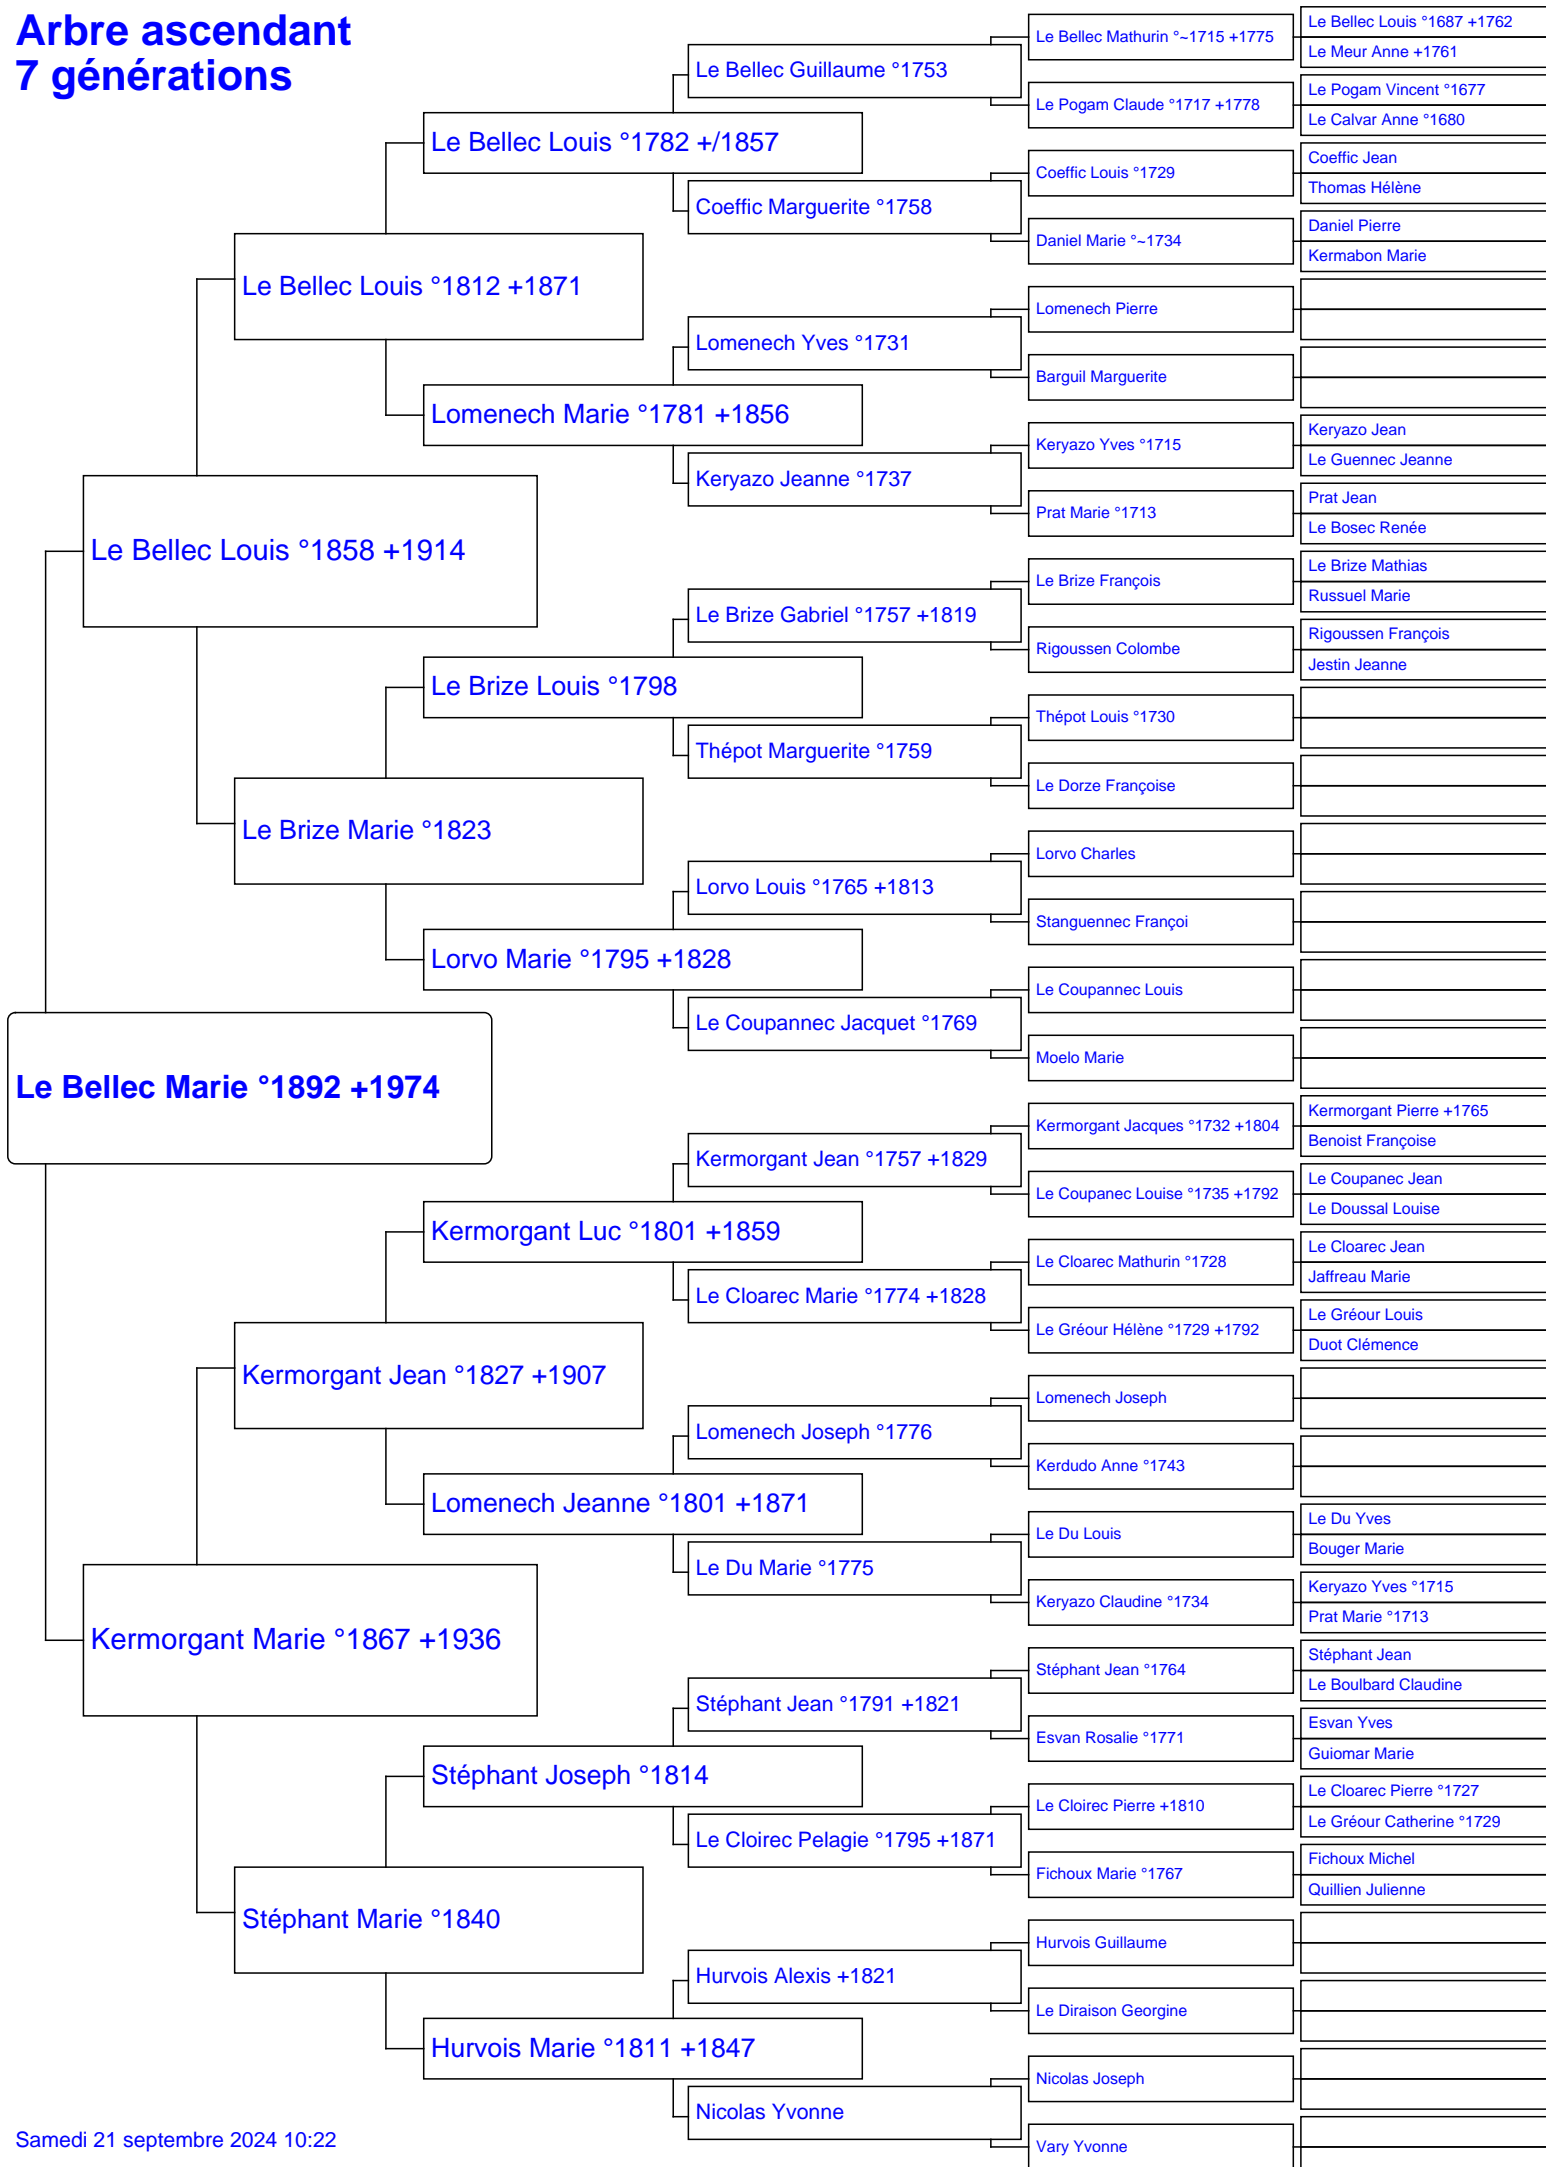 Arbre ascendant
7 générations
Le Bellec Marie °1892 +1974
Le Bellec Louis °1858 +1914
Kermorgant Marie °1867 +1936
Le Bellec Louis °1812 +1871
Le Brize Marie °1823
Kermorgant Jean °1827 +1907
Stéphant Marie °1840
Le Bellec Louis °1782 +/1857
Lomenech Marie °1781 +1856
Le Brize Louis °1798
Lorvo Marie °1795 +1828
Kermorgant Luc °1801 +1859
Lomenech Jeanne °1801 +1871
Stéphant Joseph °1814
Hurvois Marie °1811 +1847
Le Bellec Guillaume °1753
Coeffic Marguerite °1758
Lomenech Yves °1731
Keryazo Jeanne °1737
Le Brize Gabriel °1757 +1819
Thépot Marguerite °1759
Lorvo Louis °1765 +1813
Le Coupannec Jacquet °1769
Kermorgant Jean °1757 +1829
Le Cloarec Marie °1774 +1828
Lomenech Joseph °1776
Le Du Marie °1775
Stéphant Jean °1791 +1821
Le Cloirec Pelagie °1795 +1871
Hurvois Alexis +1821
Nicolas Yvonne
Le Bellec Mathurin °~1715 +1775
Le Pogam Claude °1717 +1778
Coeffic Louis °1729
Daniel Marie °~1734
Lomenech Pierre
Barguil Marguerite
Keryazo Yves °1715
Prat Marie °1713
Le Brize François
Rigoussen Colombe
Thépot Louis °1730
Le Dorze Françoise
Lorvo Charles
Stanguennec Françoi
Le Coupannec Louis
Moelo Marie
Kermorgant Jacques °1732 +1804
Le Coupanec Louise °1735 +1792
Le Cloarec Mathurin °1728
Le Gréour Hélène °1729 +1792
Lomenech Joseph
Kerdudo Anne °1743
Le Du Louis
Keryazo Claudine °1734
Stéphant Jean °1764
Esvan Rosalie °1771
Le Cloirec Pierre +1810
Fichoux Marie °1767
Hurvois Guillaume
Le Diraison Georgine
Nicolas Joseph
Vary Yvonne
Le Bellec Louis °1687 +1762
Le Meur Anne +1761
Le Pogam Vincent °1677
Le Calvar Anne °1680
Coeffic Jean
Thomas Hélène
Daniel Pierre
Kermabon Marie
Keryazo Jean
Le Guennec Jeanne
Prat Jean
Le Bosec Renée
Le Brize Mathias
Russuel Marie
Rigoussen François
Jestin Jeanne
Kermorgant Pierre +1765
Benoist Françoise
Le Coupanec Jean
Le Doussal Louise
Le Cloarec Jean
Jaffreau Marie
Le Gréour Louis
Duot Clémence
Le Du Yves
Bouger Marie
Keryazo Yves °1715
Prat Marie °1713
Stéphant Jean
Le Boulbard Claudine
Esvan Yves
Guiomar Marie
Le Cloarec Pierre °1727
Le Gréour Catherine °1729
Fichoux Michel
Quillien Julienne
Samedi 21 septembre 2024 10:22